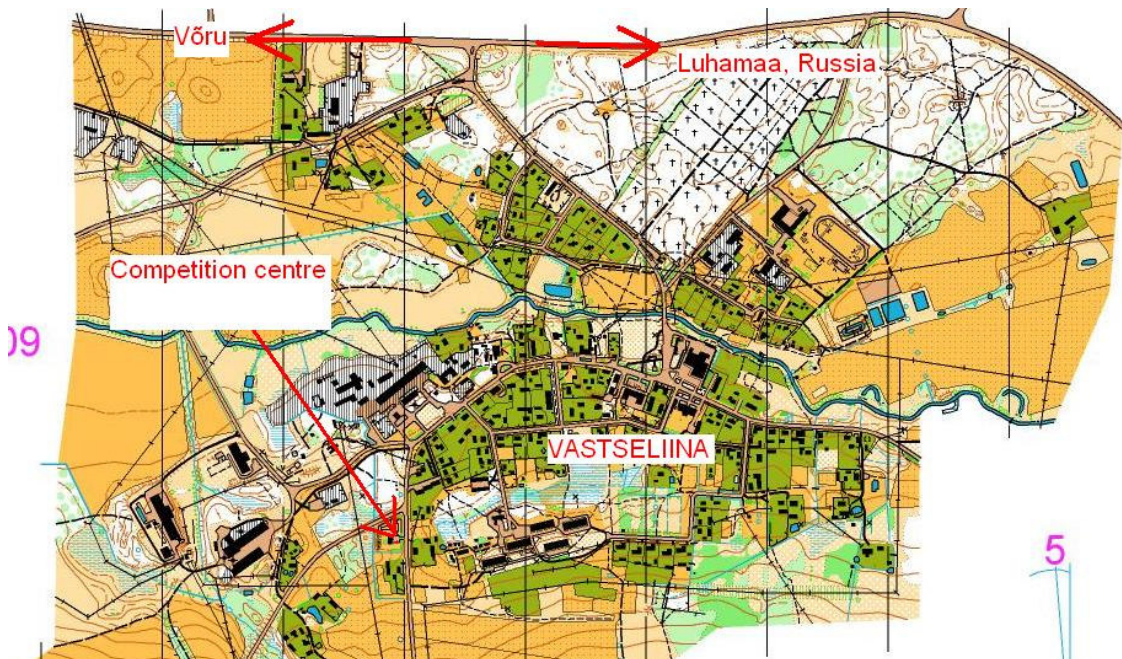 Võru
Luhamaa, Russia
Competition centre
09
VASTSELIINA
5